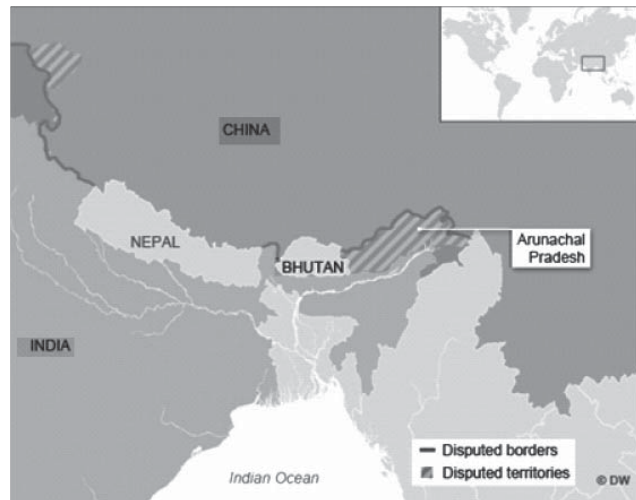 CHINA
NEPAL
BHUTAN
Arunachal
Pradesh
INDIA
Disputed borders
Disputed territories
Indian Ocean
© DW